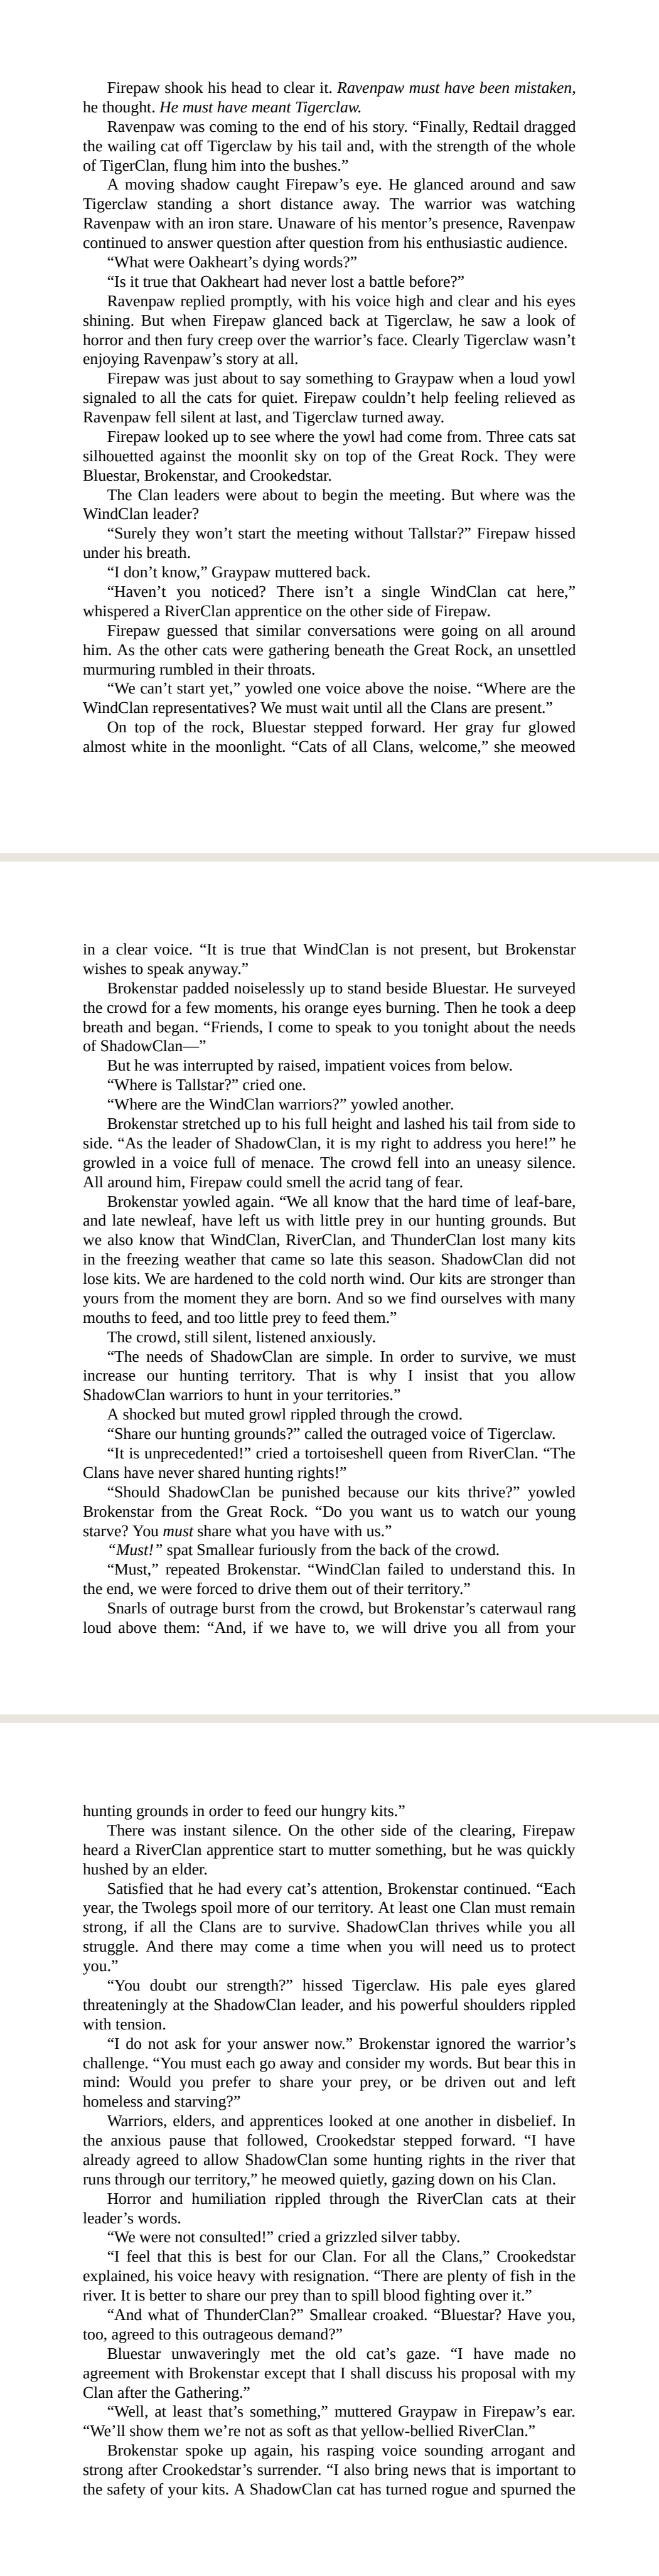 Firepaw shook his head to clear it. Ravenpaw must have been mistaken,
he thought. He must have meant Tigerclaw.
Ravenpaw was coming to the end of his story. “Finally, Redtail dragged
the wailing cat off Tigerclaw by his tail and, with the strength of the whole
of TigerClan, flung him into the bushes.”
A moving shadow caught Firepaw’s eye. He glanced around and saw
Tigerclaw standing a short distance away. The warrior was watching
Ravenpaw with an iron stare. Unaware of his mentor’s presence, Ravenpaw
continued to answer question after question from his enthusiastic audience.
“What were Oakheart’s dying words?”
“Is it true that Oakheart had never lost a battle before?”
Ravenpaw replied promptly, with his voice high and clear and his eyes
shining. But when Firepaw glanced back at Tigerclaw, he saw a look of
horror and then fury creep over the warrior’s face. Clearly Tigerclaw wasn’t
enjoying Ravenpaw’s story at all.
Firepaw was just about to say something to Graypaw when a loud yowl
signaled to all the cats for quiet. Firepaw couldn’t help feeling relieved as
Ravenpaw fell silent at last, and Tigerclaw turned away.
Firepaw looked up to see where the yowl had come from. Three cats sat
silhouetted against the moonlit sky on top of the Great Rock. They were
Bluestar, Brokenstar, and Crookedstar.
The Clan leaders were about to begin the meeting. But where was the
WindClan leader?
“Surely they won’t start the meeting without Tallstar?” Firepaw hissed
under his breath.
“I don’t know,” Graypaw muttered back.
“Haven’t you noticed? There isn’t a single WindClan cat here,”
whispered a RiverClan apprentice on the other side of Firepaw.
Firepaw guessed that similar conversations were going on all around
him. As the other cats were gathering beneath the Great Rock, an unsettled
murmuring rumbled in their throats.
“We can’t start yet,” yowled one voice above the noise. “Where are the
WindClan representatives? We must wait until all the Clans are present.”
On top of the rock, Bluestar stepped forward. Her gray fur glowed
almost white in the moonlight. “Cats of all Clans, welcome,” she meowed
in a clear voice. “It is true that WindClan is not present, but Brokenstar
wishes to speak anyway.”
Brokenstar padded noiselessly up to stand beside Bluestar. He surveyed
the crowd for a few moments, his orange eyes burning. Then he took a deep
breath and began. “Friends, I come to speak to you tonight about the needs
of ShadowClan—”
But he was interrupted by raised, impatient voices from below.
“Where is Tallstar?” cried one.
“Where are the WindClan warriors?” yowled another.
Brokenstar stretched up to his full height and lashed his tail from side to
side. “As the leader of ShadowClan, it is my right to address you here!” he
growled in a voice full of menace. The crowd fell into an uneasy silence.
All around him, Firepaw could smell the acrid tang of fear.
Brokenstar yowled again. “We all know that the hard time of leaf-bare,
and late newleaf, have left us with little prey in our hunting grounds. But
we also know that WindClan, RiverClan, and ThunderClan lost many kits
in the freezing weather that came so late this season. ShadowClan did not
lose kits. We are hardened to the cold north wind. Our kits are stronger than
yours from the moment they are born. And so we find ourselves with many
mouths to feed, and too little prey to feed them.”
The crowd, still silent, listened anxiously.
“The needs of ShadowClan are simple. In order to survive, we must
increase our hunting territory. That is why I insist that you allow
ShadowClan warriors to hunt in your territories.”
A shocked but muted growl rippled through the crowd.
“Share our hunting grounds?” called the outraged voice of Tigerclaw.
“It is unprecedented!” cried a tortoiseshell queen from RiverClan. “The
Clans have never shared hunting rights!”
“Should ShadowClan be punished because our kits thrive?” yowled
Brokenstar from the Great Rock. “Do you want us to watch our young
starve? You must share what you have with us.”
“Must!” spat Smallear furiously from the back of the crowd.
“Must,” repeated Brokenstar. “WindClan failed to understand this. In
the end, we were forced to drive them out of their territory.”
Snarls of outrage burst from the crowd, but Brokenstar’s caterwaul rang
loud above them: “And, if we have to, we will drive you all from your
hunting grounds in order to feed our hungry kits.”
There was instant silence. On the other side of the clearing, Firepaw
heard a RiverClan apprentice start to mutter something, but he was quickly
hushed by an elder.
Satisfied that he had every cat’s attention, Brokenstar continued. “Each
year, the Twolegs spoil more of our territory. At least one Clan must remain
strong, if all the Clans are to survive. ShadowClan thrives while you all
struggle. And there may come a time when you will need us to protect
you.”
“You doubt our strength?” hissed Tigerclaw. His pale eyes glared
threateningly at the ShadowClan leader, and his powerful shoulders rippled
with tension.
“I do not ask for your answer now.” Brokenstar ignored the warrior’s
challenge. “You must each go away and consider my words. But bear this in
mind: Would you prefer to share your prey, or be driven out and left
homeless and starving?”
Warriors, elders, and apprentices looked at one another in disbelief. In
the anxious pause that followed, Crookedstar stepped forward. “I have
already agreed to allow ShadowClan some hunting rights in the river that
runs through our territory,” he meowed quietly, gazing down on his Clan.
Horror and humiliation rippled through the RiverClan cats at their
leader’s words.
“We were not consulted!” cried a grizzled silver tabby.
“I feel that this is best for our Clan. For all the Clans,” Crookedstar
explained, his voice heavy with resignation. “There are plenty of fish in the
river. It is better to share our prey than to spill blood fighting over it.”
“And what of ThunderClan?” Smallear croaked. “Bluestar? Have you,
too, agreed to this outrageous demand?”
Bluestar unwaveringly met the old cat’s gaze. “I have made no
agreement with Brokenstar except that I shall discuss his proposal with my
Clan after the Gathering.”
“Well, at least that’s something,” muttered Graypaw in Firepaw’s ear.
“We’ll show them we’re not as soft as that yellow-bellied RiverClan.”
Brokenstar spoke up again, his rasping voice sounding arrogant and
strong after Crookedstar’s surrender. “I also bring news that is important to
the safety of your kits. A ShadowClan cat has turned rogue and spurned the